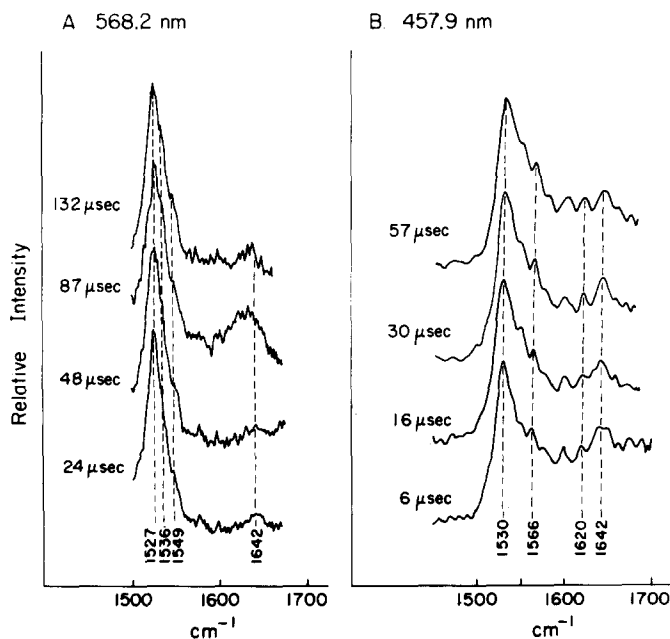 A 568.2 nm
B. 457.9 nm
Relative Intensity
132 μsec
87 μsec
48 μsec
24 μsec
1527
1536
1549
1642
1500
1600
1700
cm⁻¹
57 μsec
30 μsec
16 μsec
6 μsec
1530
1566
1620
1642
1500
1600
1700
cm⁻¹